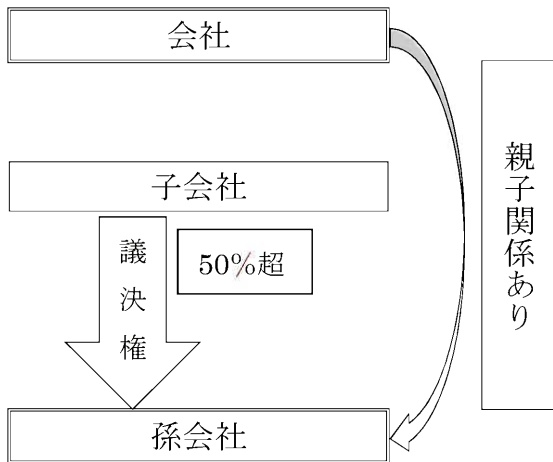 会社
子会社
議決権
50%超
孫会社
親子関係あり